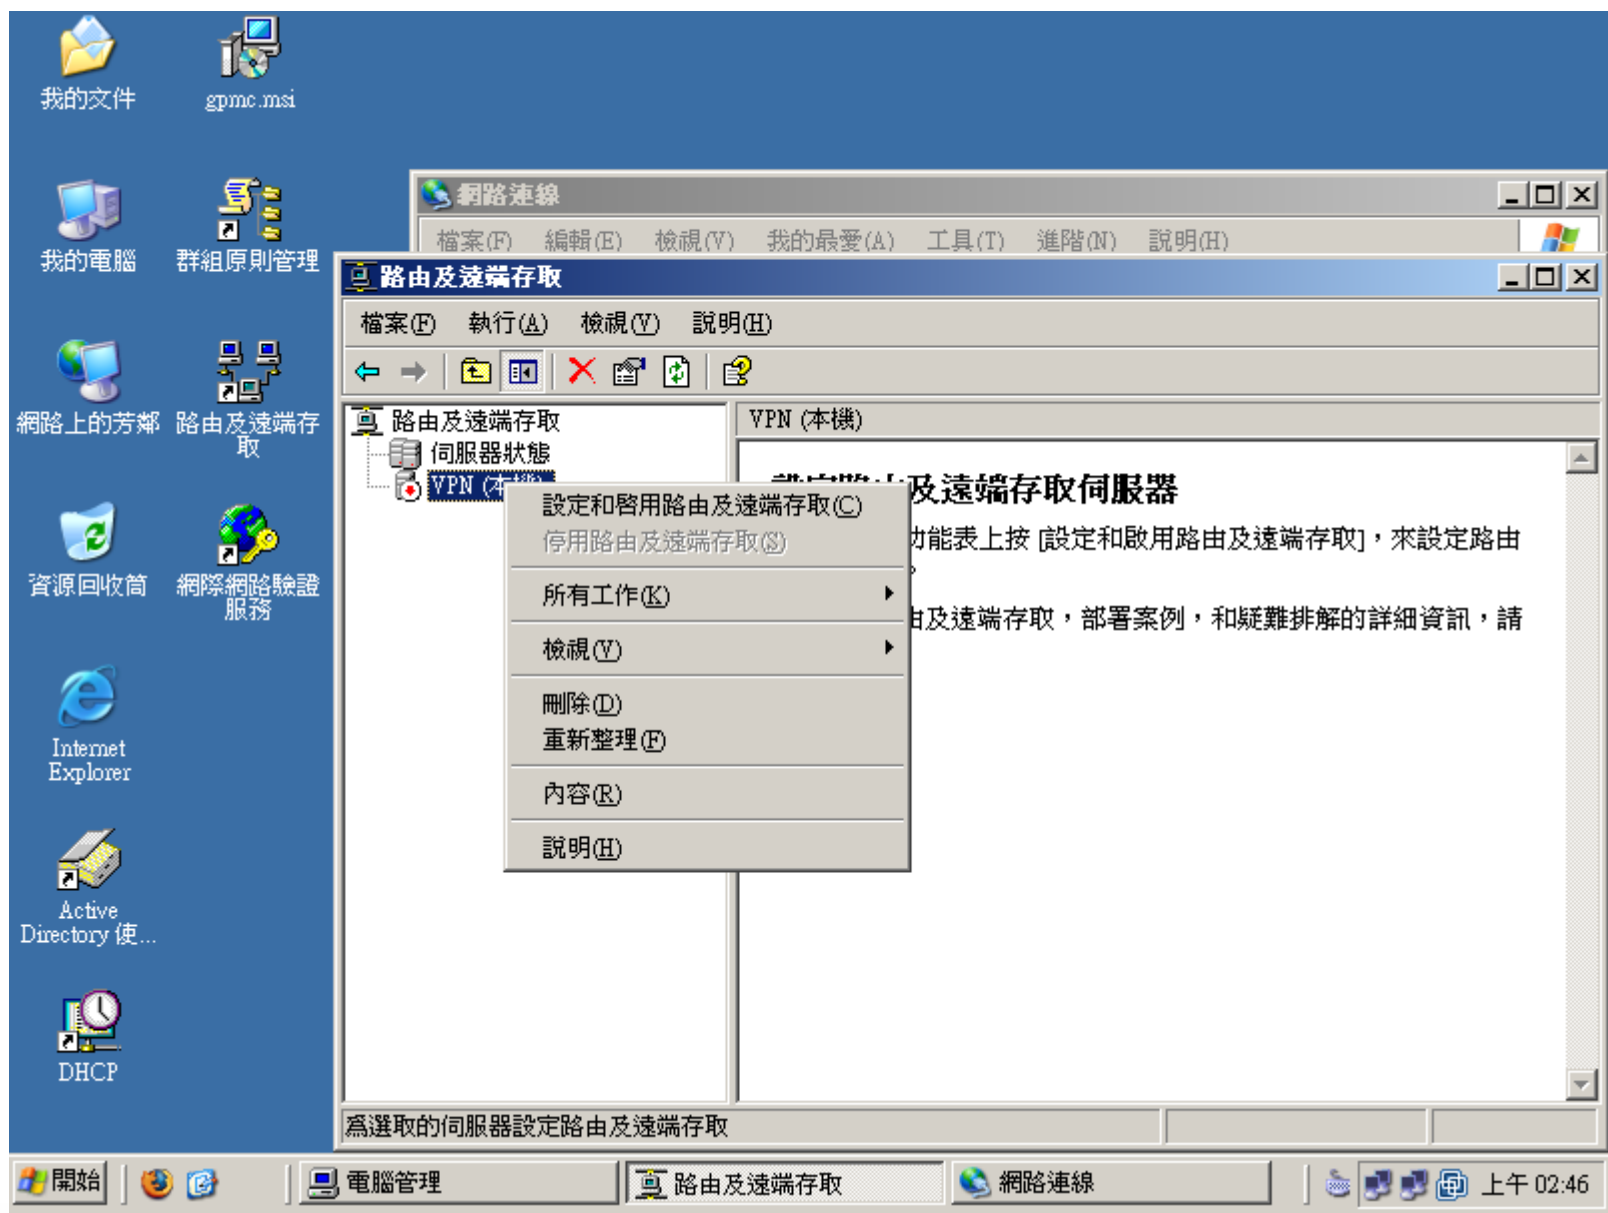 我的文件
gpmc.msi
我的電腦
群組原則管理
網路上的芳鄰
路由及遠端存
取
資源回收筒
網際網路驗證
服務
Internet
Explorer
Active
Directory 使...
DHCP
網路連線
檔案(F) 編輯(E) 檢視(V) 我的最愛(A) 工具(T) 進階(N) 說明(H)
路由及遠端存取
檔案(F) 執行(A) 檢視(V) 說明(H)
路由及遠端存取
伺服器狀態
VPN (本機)
VPN (本機)
設定路由及遠端存取伺服器
功能表上按 [設定和啟用路由及遠端存取]，來設定路由
由及遠端存取，部署案例，和疑難排解的詳細資訊，請
設定和啓用路由及遠端存取(C)
停用路由及遠端存取(S)
所有工作(K)
檢視(V)
刪除(D)
重新整理(F)
內容(R)
說明(H)
爲選取的伺服器設定路由及遠端存取
開始
電腦管理
路由及遠端存取
網路連線
上午 02:46